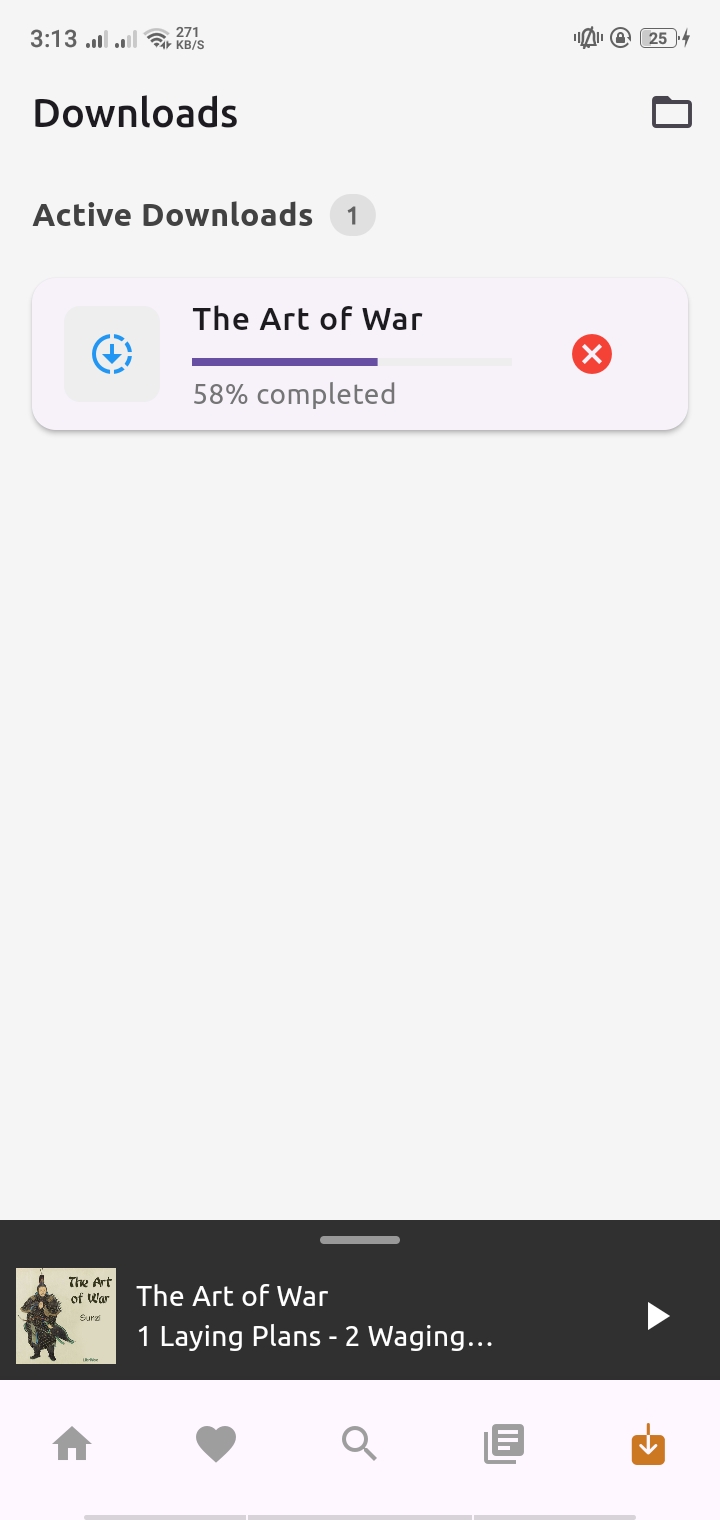 3:13
271
KB/S
25
Downloads
Active Downloads 1
The Art of War
58% completed
The Art
of War
Sunzi
The Art of War
1 Laying Plans - 2 Waging...